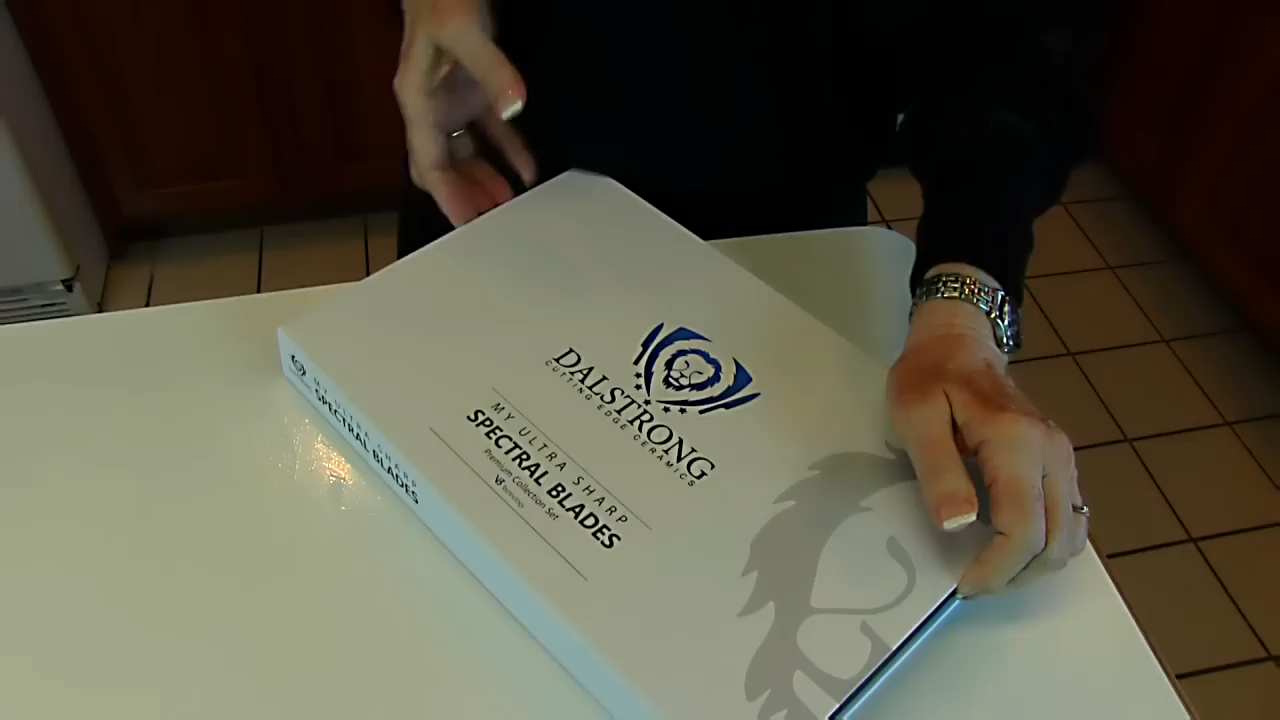 DALSTRONG
CUTTING EDGE CERAMICS
MY ULTRA SHARP
SPECTRAL BLADES
Premium Collection Set
MY ULTRA SHARP
SPECTRAL BLADES